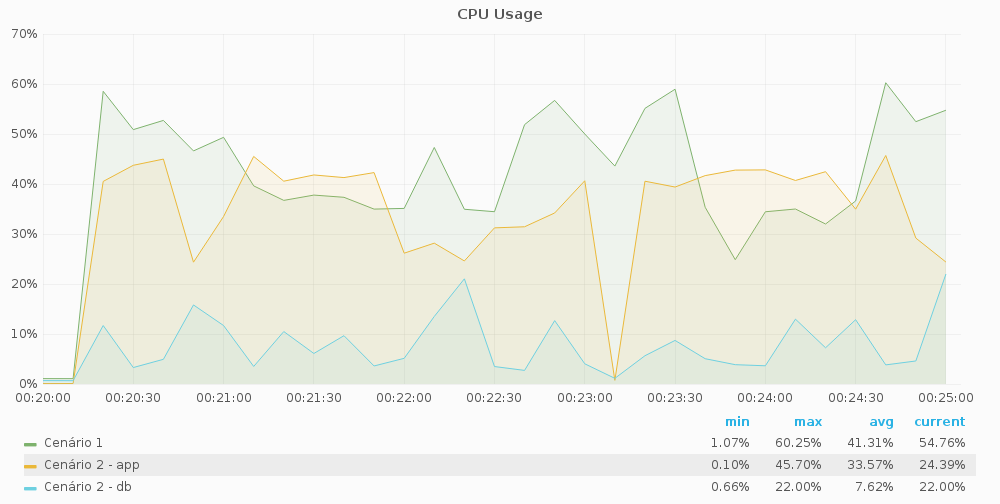 CPU Usage
70%
60%
50%
40%
30%
20%
10%
0%
00:20:00 00:20:30 00:21:00 00:21:30 00:22:00 00:22:30 00:23:00 00:23:30 00:24:00 00:24:30 00:25:00
min max avg current
Cenário 1 1.07% 60.25% 41.31% 54.76%
Cenário 2 - app 0.10% 45.70% 33.57% 24.39%
Cenário 2 - db 0.66% 22.00% 7.62% 22.00%